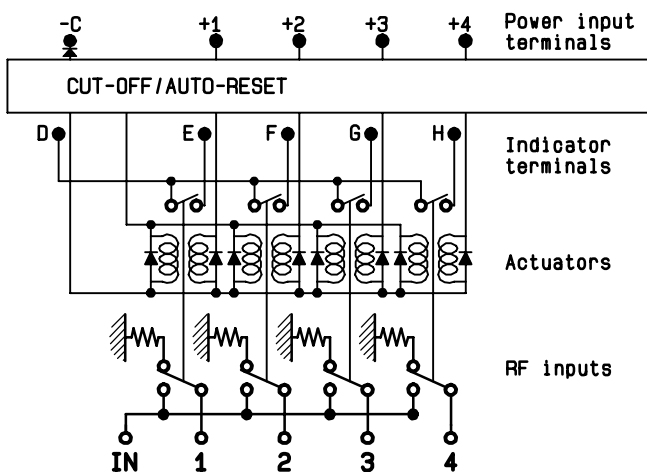 -C +1 +2 +3 +4 Power input
terminals
CUT-OFF/AUTO-RESET
D E F G H
Indicator
terminals
Actuators
RF inputs
IN 1 2 3 4